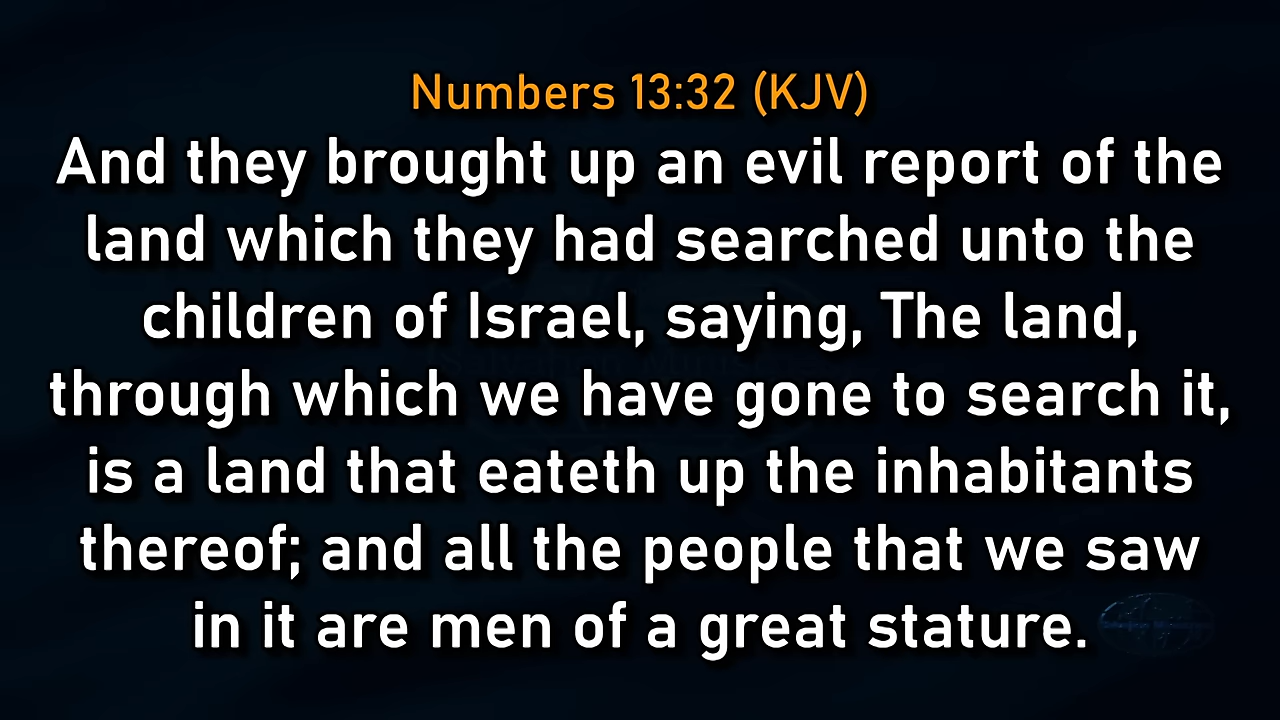 Numbers 13:32 (KJV)
And they brought up an evil report of the
land which they had searched unto the
children of Israel, saying, The land,
through which we have gone to search it,
is a land that eateth up the inhabitants
thereof; and all the people that we saw
in it are men of a great stature.